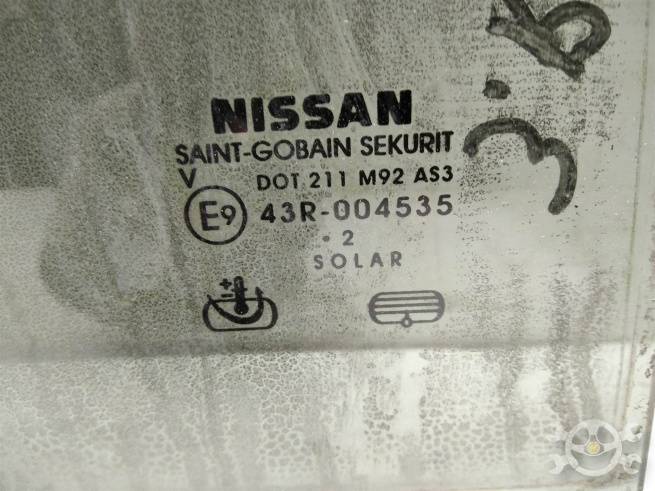 NISSAN
SAINT-GOBAIN SEKURIT
V DOT 211 M92 AS3
E9 43R-004535
. 2
SOLAR